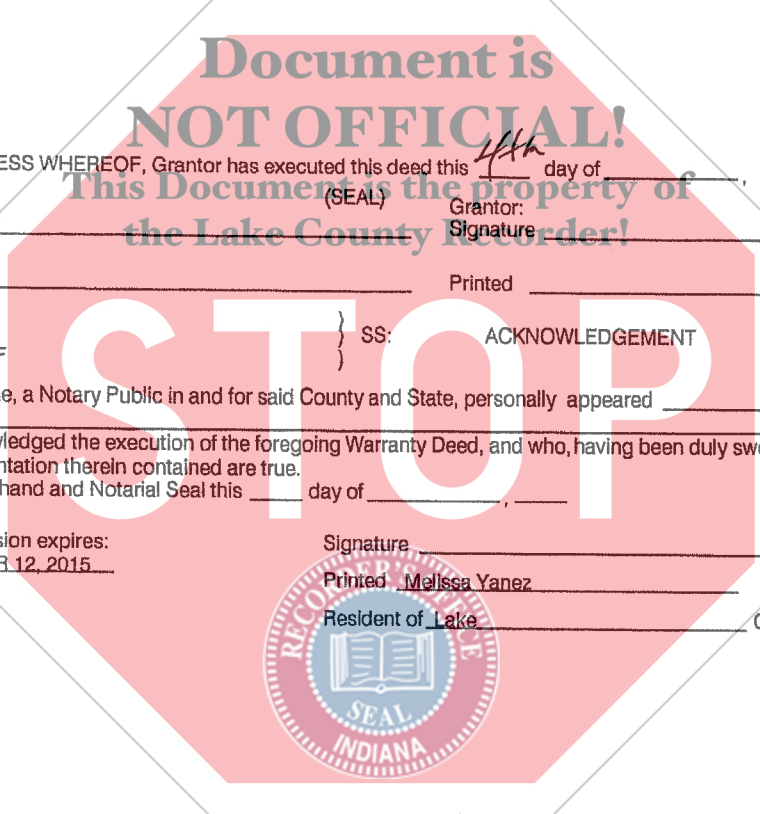 Document is
NOT OFFICIAL!
ESS WHEREOF, Grantor has executed this deed this 4th day of
This Document is the property of
(SEAL) Grantor:
the Lake County Recorder!
Signature
Printed
STOP
} SS: ACKNOWLEDGEMENT
)
e, a Notary Public in and for said County and State, personally appeared
ledged the execution of the foregoing Warranty Deed, and who, having been duly sw
ntation therein contained are true.
hand and Notarial Seal this day of , 
sion expires: Signature
R 12, 2015 Printed Melissa Yanez
Resident of Lake
RECORDER'S OFFICE
SEAL
INDIANA